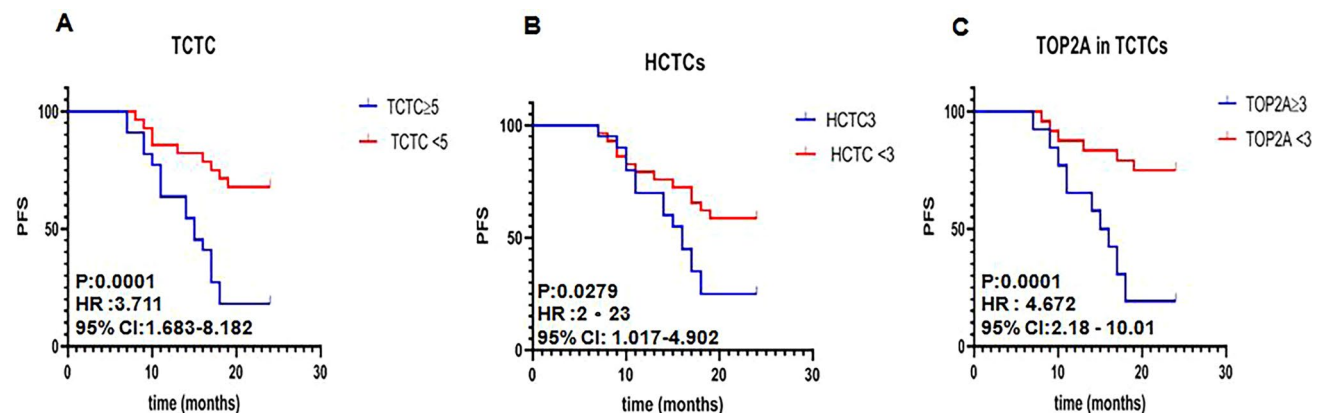 A
TCTC
TCTC≥5
TCTC <5
100
50
0
PFS
P:0.0001
HR :3.711
95% CI:1.683-8.182
0
10
20
30
time (months)
B
HCTCs
HCTC3
HCTC <3
100
50
0
PFS
P:0.0279
HR :2 • 23
95% CI: 1.017-4.902
0
10
20
30
time (months)
C
TOP2A in TCTCs
TOP2A≥3
TOP2A <3
100
50
0
PFS
P:0.0001
HR : 4.672
95% CI:2.18 - 10.01
0
10
20
30
time (months)